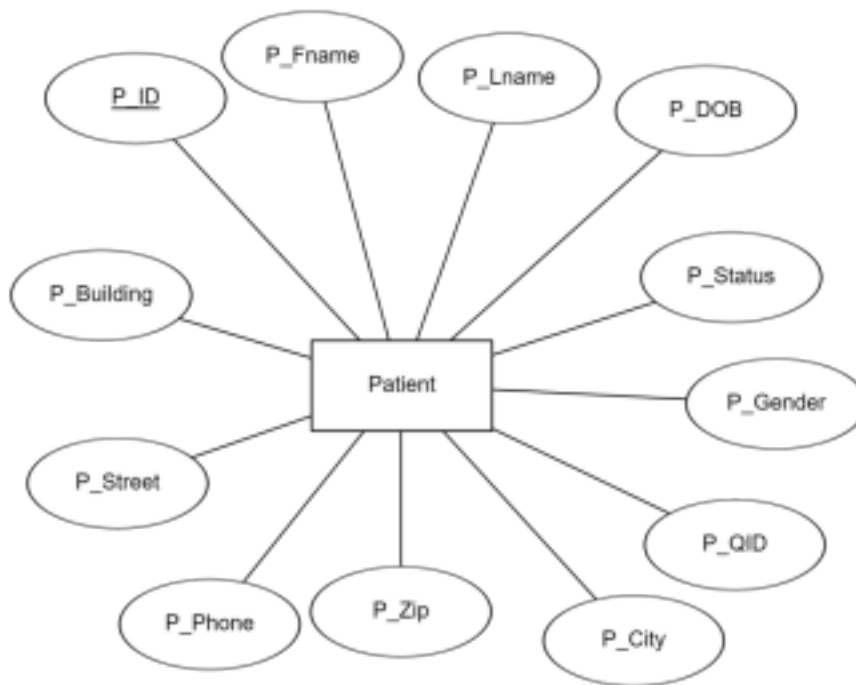 P_Fname
P_Lname
P_ID
P_DOB
P_Status
P_Building
Patient
P_Gender
P_Street
P_QID
P_Phone
P_Zip
P_City